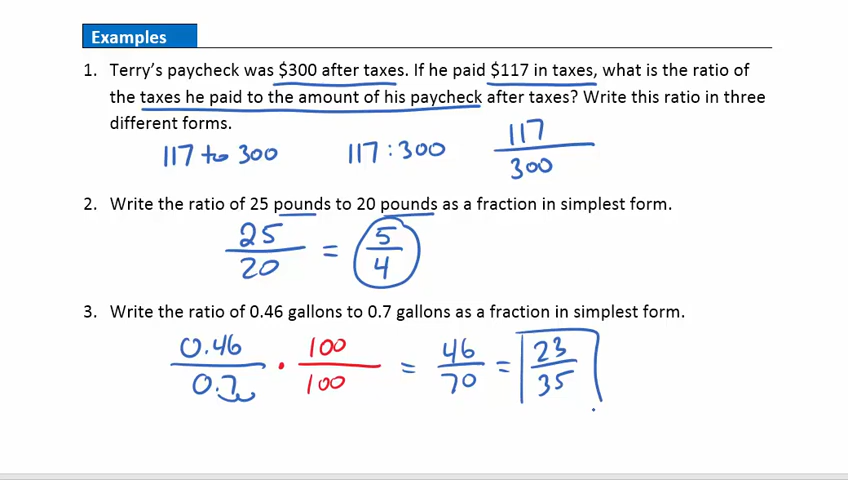 Examples
1. Terry's paycheck was $300 after taxes. If he paid $117 in taxes, what is the ratio of
the taxes he paid to the amount of his paycheck after taxes? Write this ratio in three
different forms.
117 to 300 117 : 300 117/300
2. Write the ratio of 25 pounds to 20 pounds as a fraction in simplest form.
25/20 = 5/4
3. Write the ratio of 0.46 gallons to 0.7 gallons as a fraction in simplest form.
0.46/0.7 · 100/100 = 46/70 = 23/35